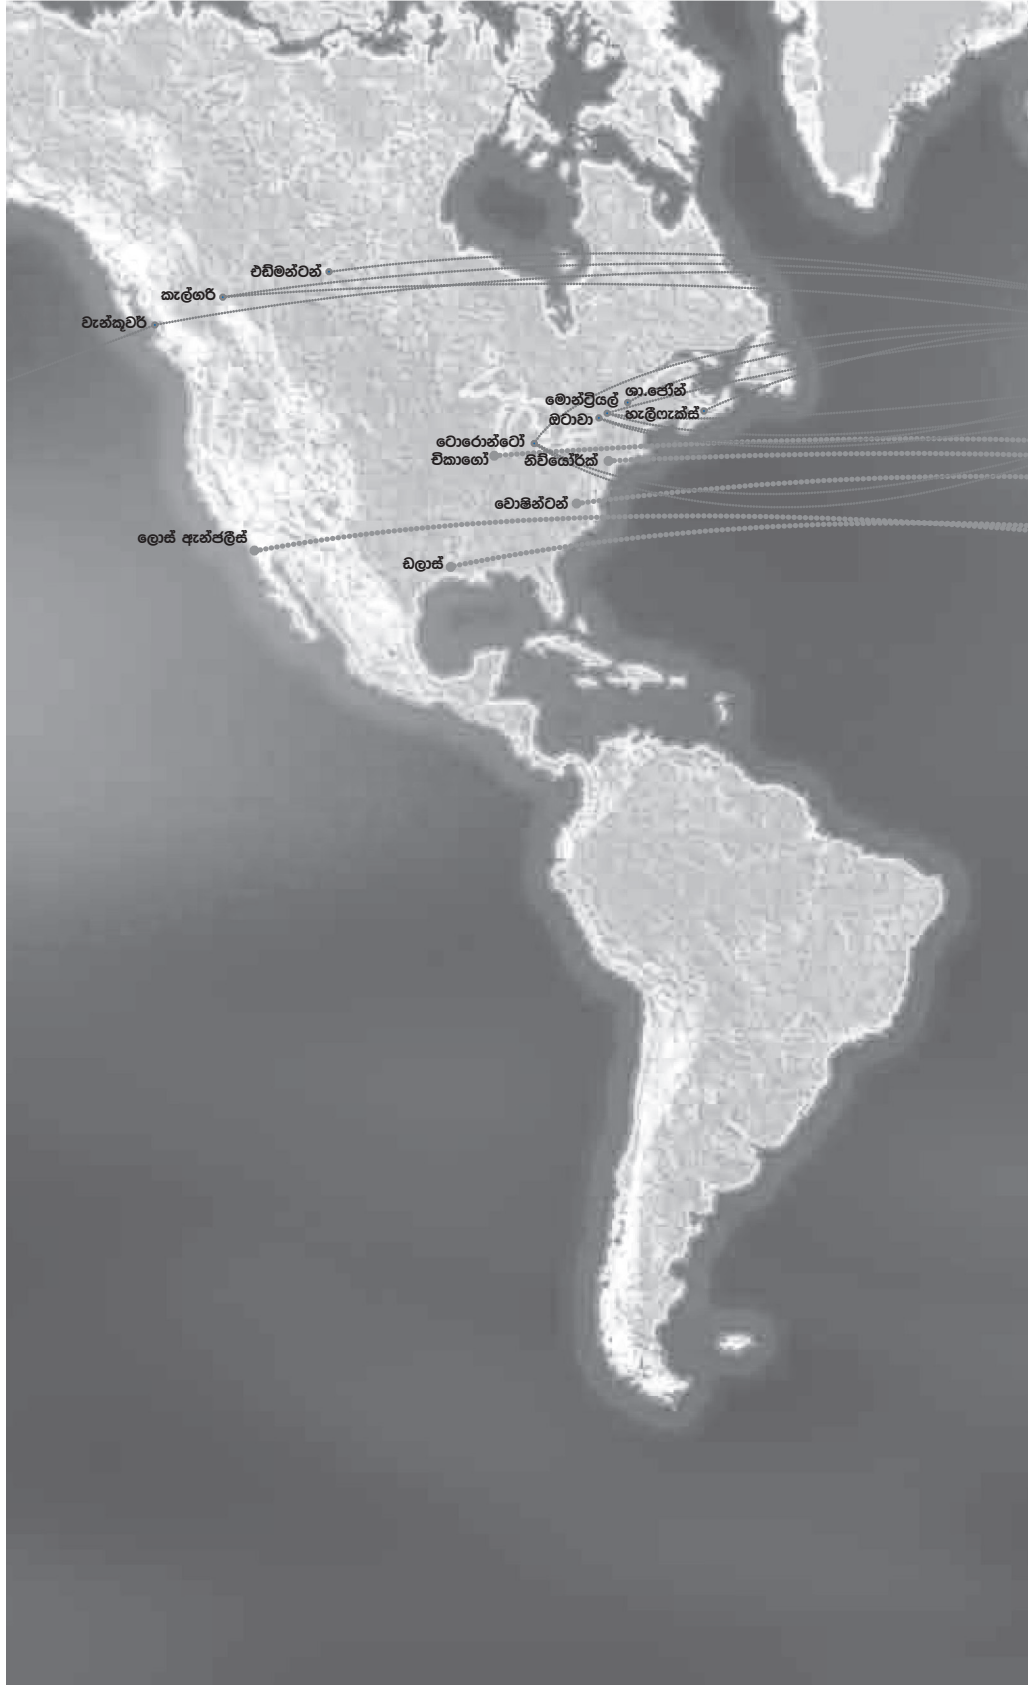 එඩ්මන්ටන්
කැල්ගරි
වැන්කූවර්
ශා.ජෝන්
මොන්ට්‍රියල්
හැලිෆැක්ස්
ඔටාවා
ටොරොන්ටෝ
චිකාගෝ
නිව්යෝර්ක්
වොෂින්ටන්
ලොස් ඇන්ජලීස්
ඩලාස්